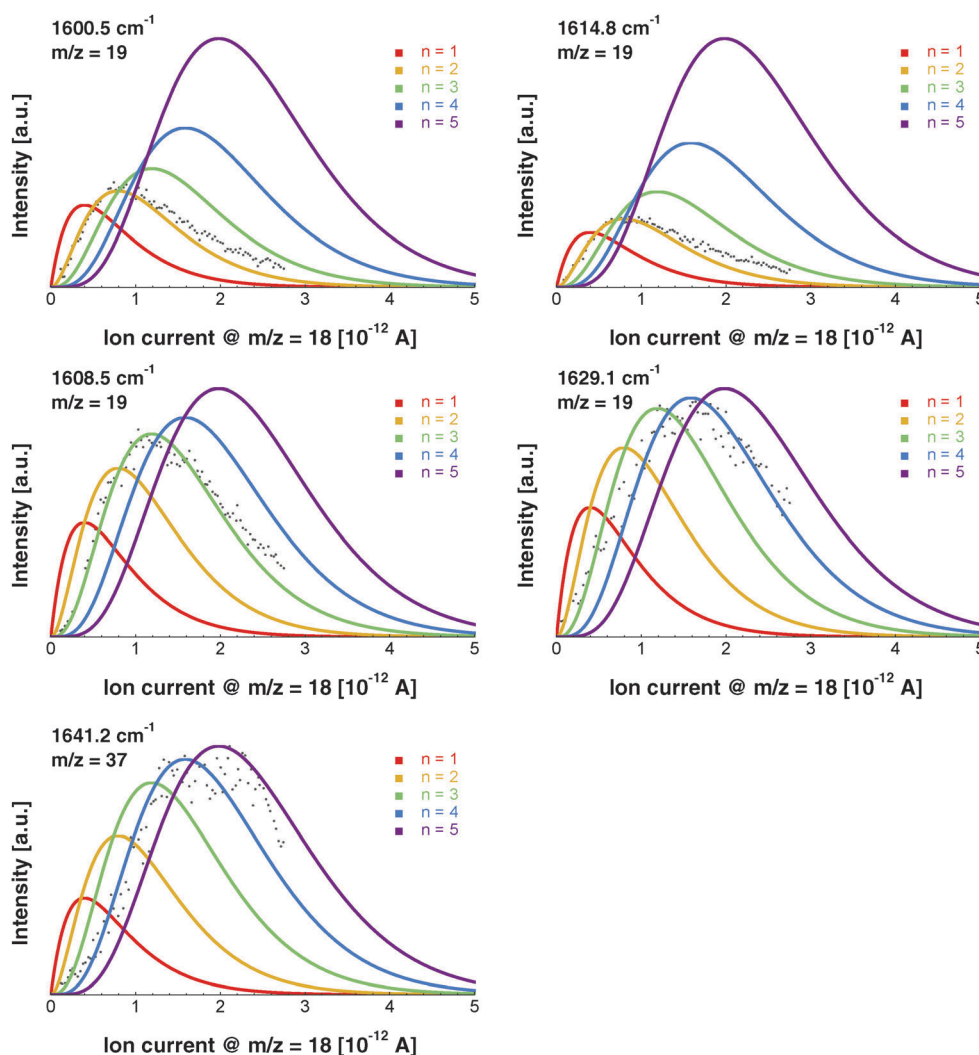 1600.5 cm⁻¹
m/z = 19
n = 1
n = 2
n = 3
n = 4
n = 5
Intensity [a.u.]
0 1 2 3 4 5
Ion current @ m/z = 18 [10⁻¹² A]
1614.8 cm⁻¹
m/z = 19
n = 1
n = 2
n = 3
n = 4
n = 5
Intensity [a.u.]
0 1 2 3 4 5
Ion current @ m/z = 18 [10⁻¹² A]
1608.5 cm⁻¹
m/z = 19
n = 1
n = 2
n = 3
n = 4
n = 5
Intensity [a.u.]
0 1 2 3 4 5
Ion current @ m/z = 18 [10⁻¹² A]
1629.1 cm⁻¹
m/z = 19
n = 1
n = 2
n = 3
n = 4
n = 5
Intensity [a.u.]
0 1 2 3 4 5
Ion current @ m/z = 18 [10⁻¹² A]
1641.2 cm⁻¹
m/z = 37
n = 1
n = 2
n = 3
n = 4
n = 5
Intensity [a.u.]
0 1 2 3 4 5
Ion current @ m/z = 18 [10⁻¹² A]